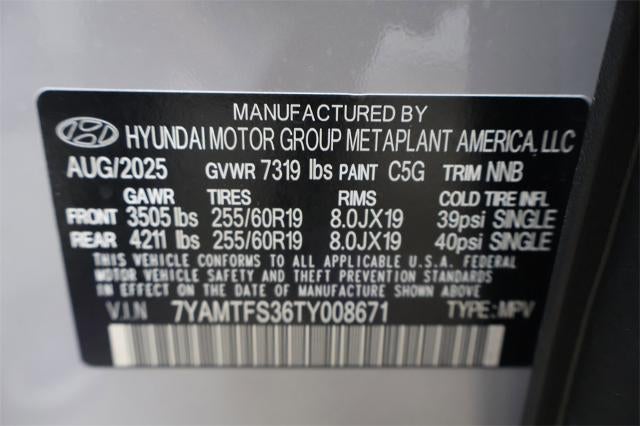 MANUFACTURED BY
HYUNDAI MOTOR GROUP METAPLANT AMERICA, LLC
AUG/2025 GVWR 7319 lbs PAINT C5G TRIM NNB
GAWR TIRES RIMS COLD TIRE INFL
FRONT 3505 lbs 255/60R19 8.0JX19 39psi SINGLE
REAR 4211 lbs 255/60R19 8.0JX19 40psi SINGLE
THIS VEHICLE CONFORMS TO ALL APPLICABLE U.S.A. FEDERAL
MOTOR VEHICLE SAFETY AND THEFT PREVENTION STANDARDS
IN EFFECT ON THE DATE OF MANUFACTURE SHOWN ABOVE.
V.I.N 7YAMTFS36TY008671 TYPE:MPV